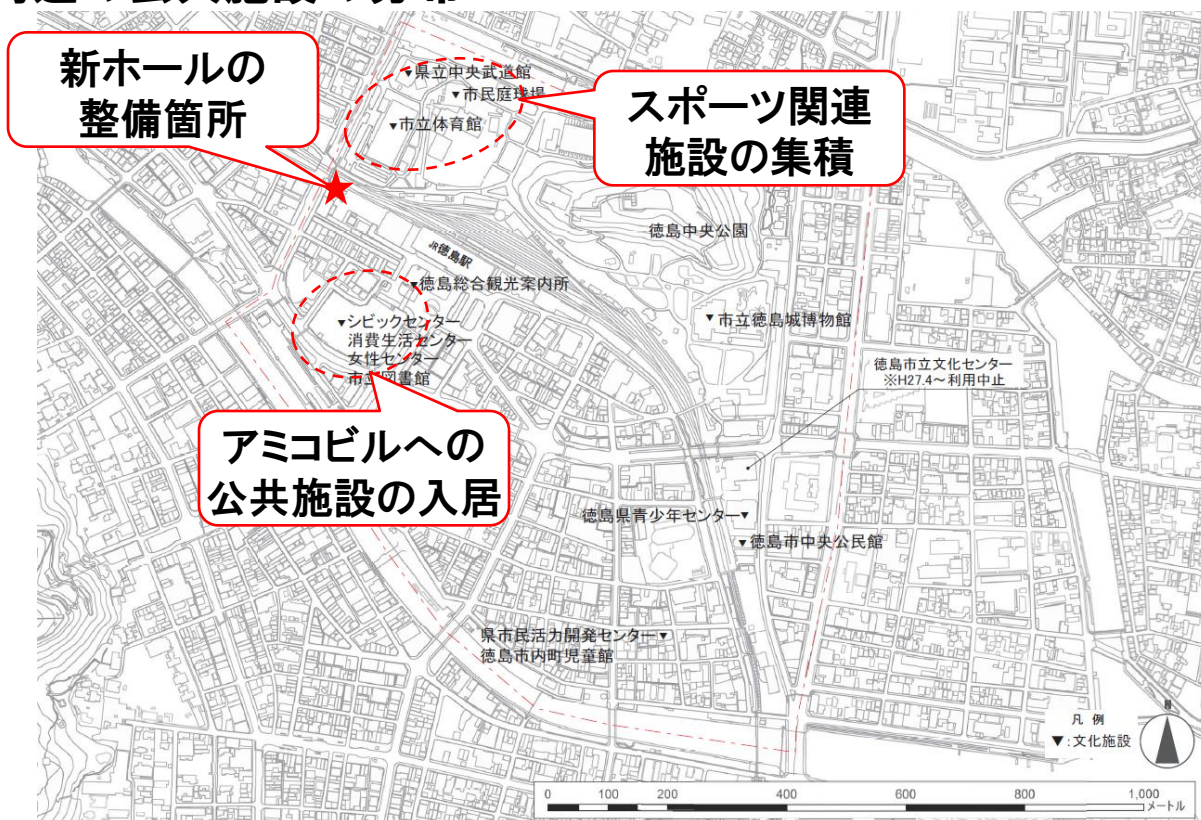 新ホールの
整備箇所
▼県立中央武道館
▼市民庭球場
▼市立体育館
スポーツ関連
施設の集積
徳島中央公園
JR徳島駅
▼徳島総合観光案内所
▼シビックセンター
消費生活センター
女性センター
市立図書館
▼市立徳島城博物館
徳島市立文化センター
※H27.4～利用中止
アミコビルへの
公共施設の入居
徳島県青少年センター▼
▼徳島市中央公民館
県市民活力開発センター▼
徳島市内町児童館
凡 例
▼:文化施設
N
0 100 200 400 600 800 1,000
メートル